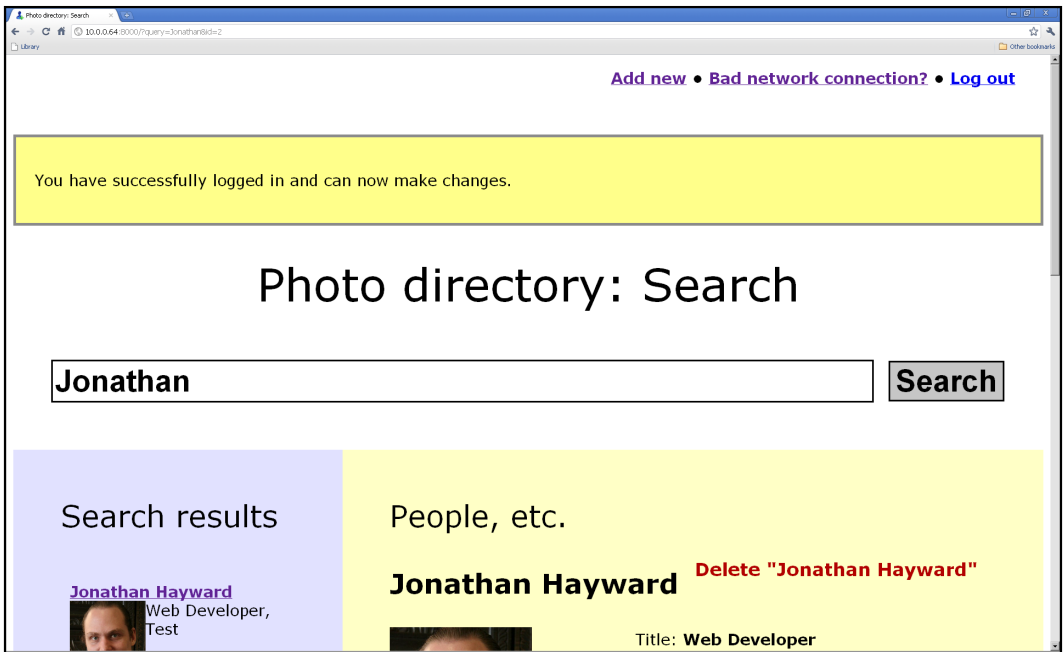 Photo directory: Search
10.0.0.64:8000/?query=Jonathan&id=2
Library
Other bookmarks
Add new ● Bad network connection? ● Log out
You have successfully logged in and can now make changes.
Photo directory: Search
Jonathan
Search
Search results
Jonathan Hayward
Web Developer,
Test
People, etc.
Jonathan Hayward
Delete "Jonathan Hayward"
Title: Web Developer